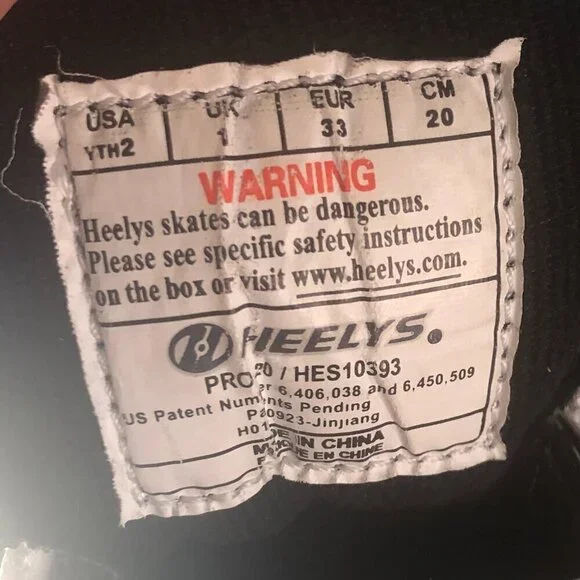 USA UK EUR CM
YTH2 1 33 20
WARNING
Heelys skates can be dangerous.
Please see specific safety instructions
on the box or visit www.heelys.com.
HEELYS.
/ HES10393
US Patent 6,406,038 and 6,450,509
Pending
IN CHINA
EN CHINE